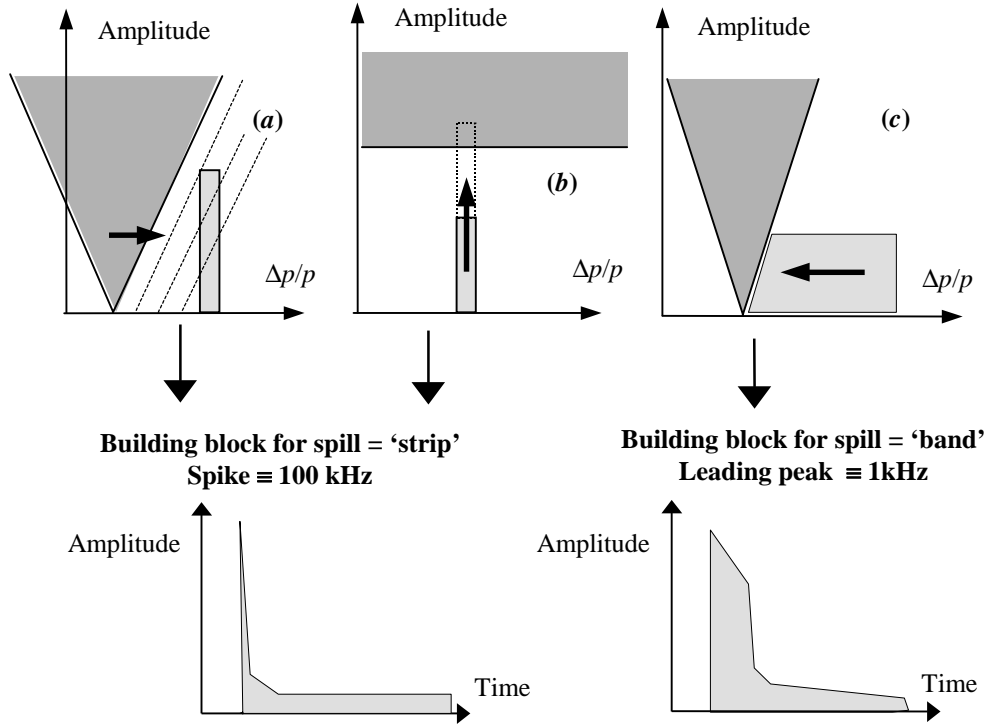 Amplitude
(a)
Δp/p
Amplitude
(b)
Δp/p
Amplitude
(c)
Δp/p
Building block for spill = ‘strip’
Spike ≡ 100 kHz
Building block for spill = ‘band’
Leading peak ≡ 1kHz
Amplitude
Time
Amplitude
Time